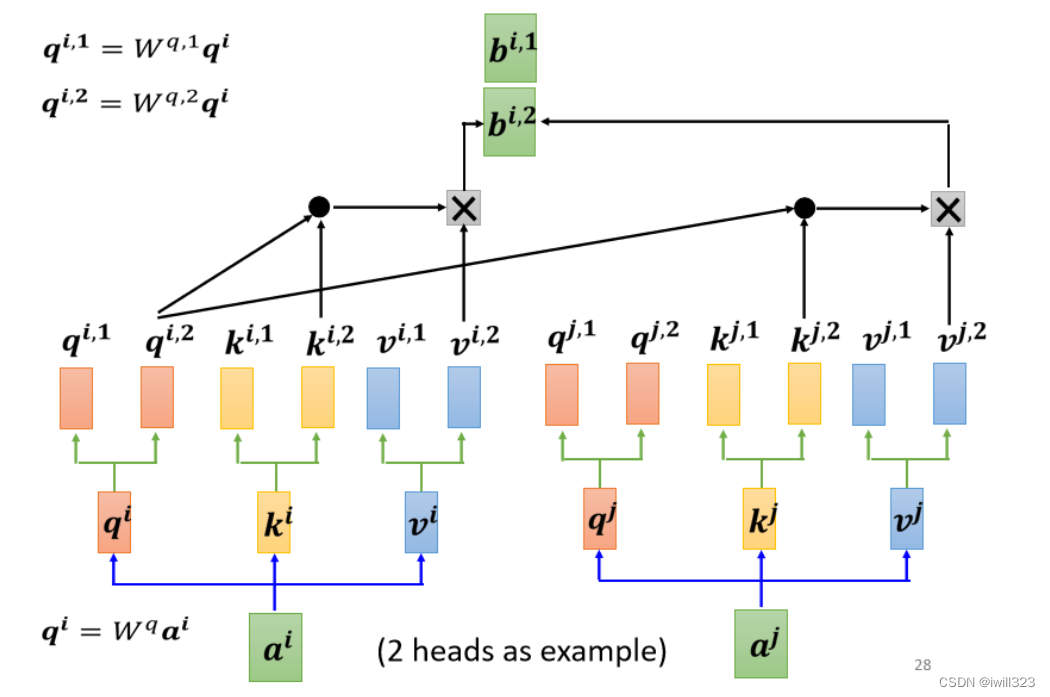 q^{i,1} = W^{q,1}q^i
q^{i,2} = W^{q,2}q^i
b^{i,1}
b^{i,2}
q^{i,1} q^{i,2} k^{i,1} k^{i,2} v^{i,1} v^{i,2} q^{j,1} q^{j,2} k^{j,1} k^{j,2} v^{j,1} v^{j,2}
q^i k^i v^i q^j k^j v^j
q^i = W^q a^i
a^i
(2 heads as example)
a^j
28
CSDN @iwill323